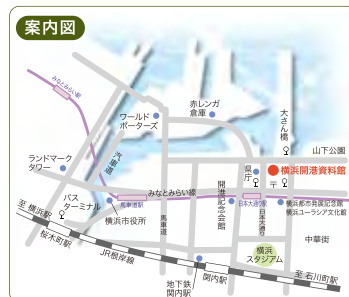 案内図
みなとみらい駅
ワールド
ポーターズ
赤レンガ
倉庫
大さん橋
山下公園
ランドマーク
タワー
汽車道
県庁
〒
横浜開港資料館
みなとみらい線
至 横浜駅
バス
ターミナル
馬車道駅
開港記念会館
日本大通り駅
日本大通り
横浜都市発展記念館
横浜ユーラシア文化館
横浜市役所
馬車道
桜木町駅
中華街
横浜
スタジアム
JR根岸線
関内駅
至 石川町駅
地下鉄
関内駅